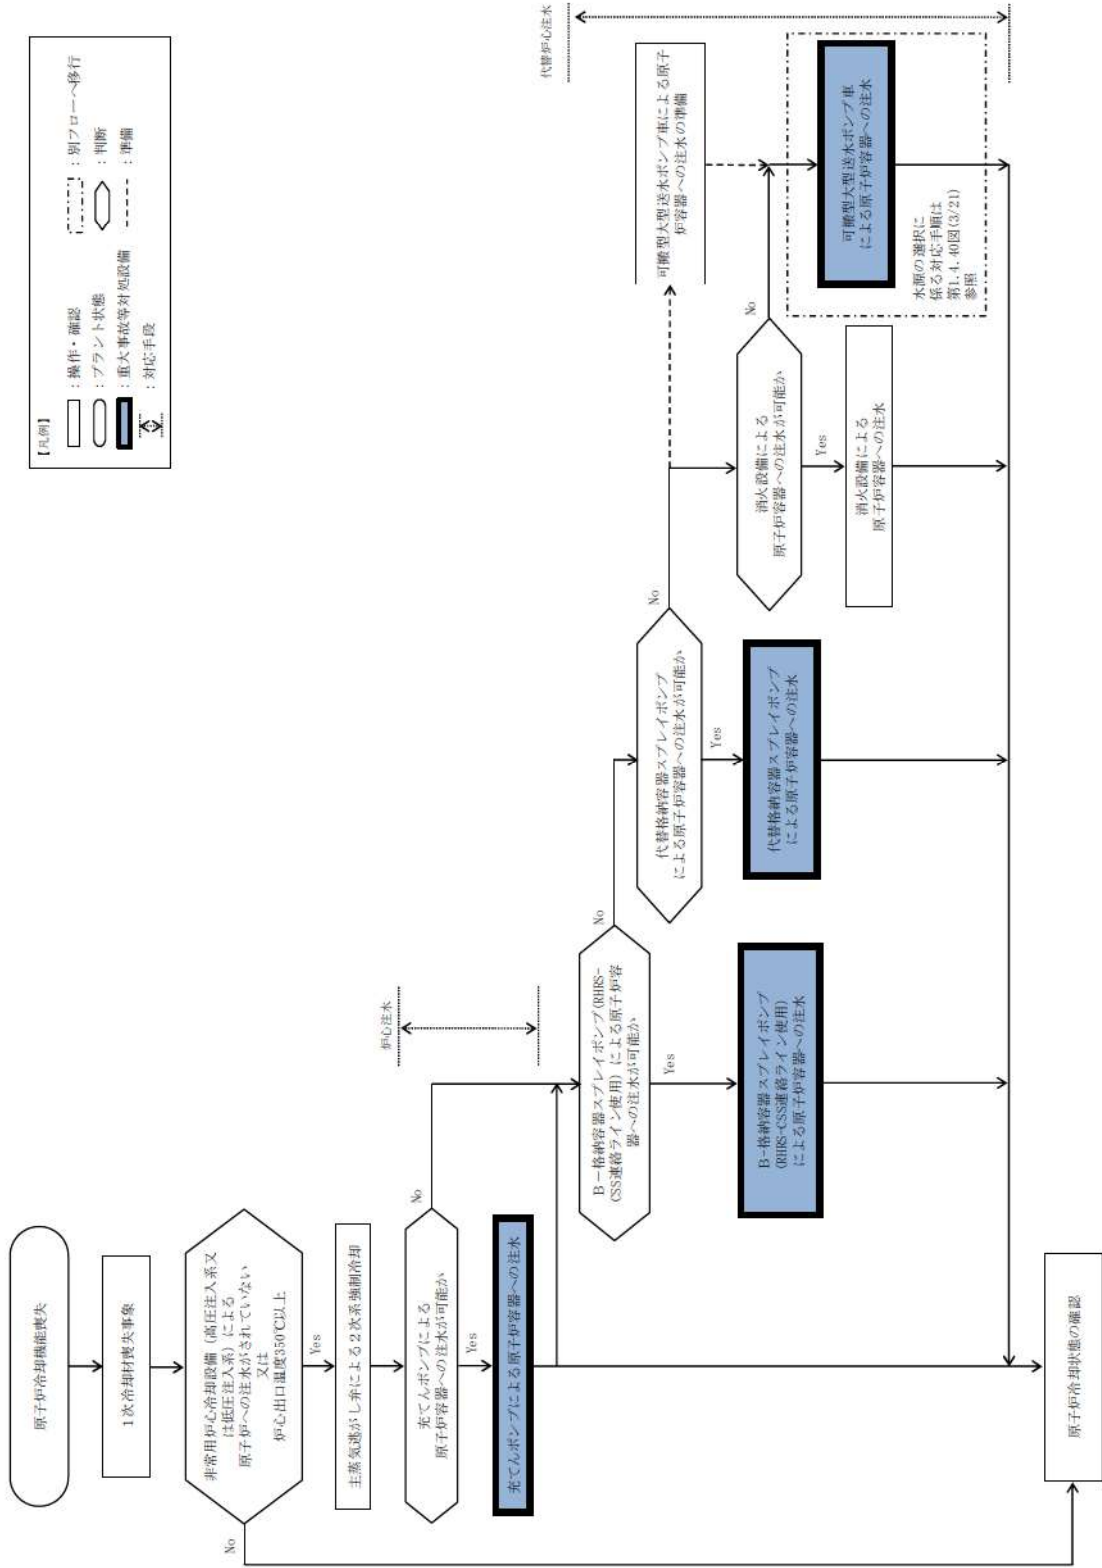 【凡例】
：操作・確認
：プラント状態
：重大事故等対処設備
：対応手段
：別フローへ移行
：判断
：準備
原子炉冷却機能喪失
1次冷却材喪失事象
非常用炉心冷却設備（高圧注入系又
は低圧注入系）による
原子炉への注水がされていない
又は
炉心出口温度350℃以上
No
Yes
主蒸気逃がし弁による２次系強制冷却
充てんポンプによる
原子炉容器への注水が可能か
No
Yes
充てんポンプによる原子炉容器への注水
炉心注水
B－格納容器スプレイポンプ(RHRS-
CSS連絡ライン使用）による原子炉容
器への注水が可能か
No
Yes
B-格納容器スプレイポンプ
(RHRS-CSS連絡ライン使用)
による原子炉容器への注水
代替格納容器スプレイポンプ
による原子炉容器への注水が可能か
No
Yes
代替格納容器スプレイポンプ
による原子炉容器への注水
消火設備による
原子炉容器への注水が可能か
No
Yes
消火設備による
原子炉容器への注水
代替炉心注水
可搬型大型送水ポンプ車による原子
炉容器への注水の準備
可搬型大型送水ポンプ車
による原子炉容器への注水
水源の選択に
係る対応手順は
第1.4.40図(3/21)
参照
原子炉冷却状態の確認